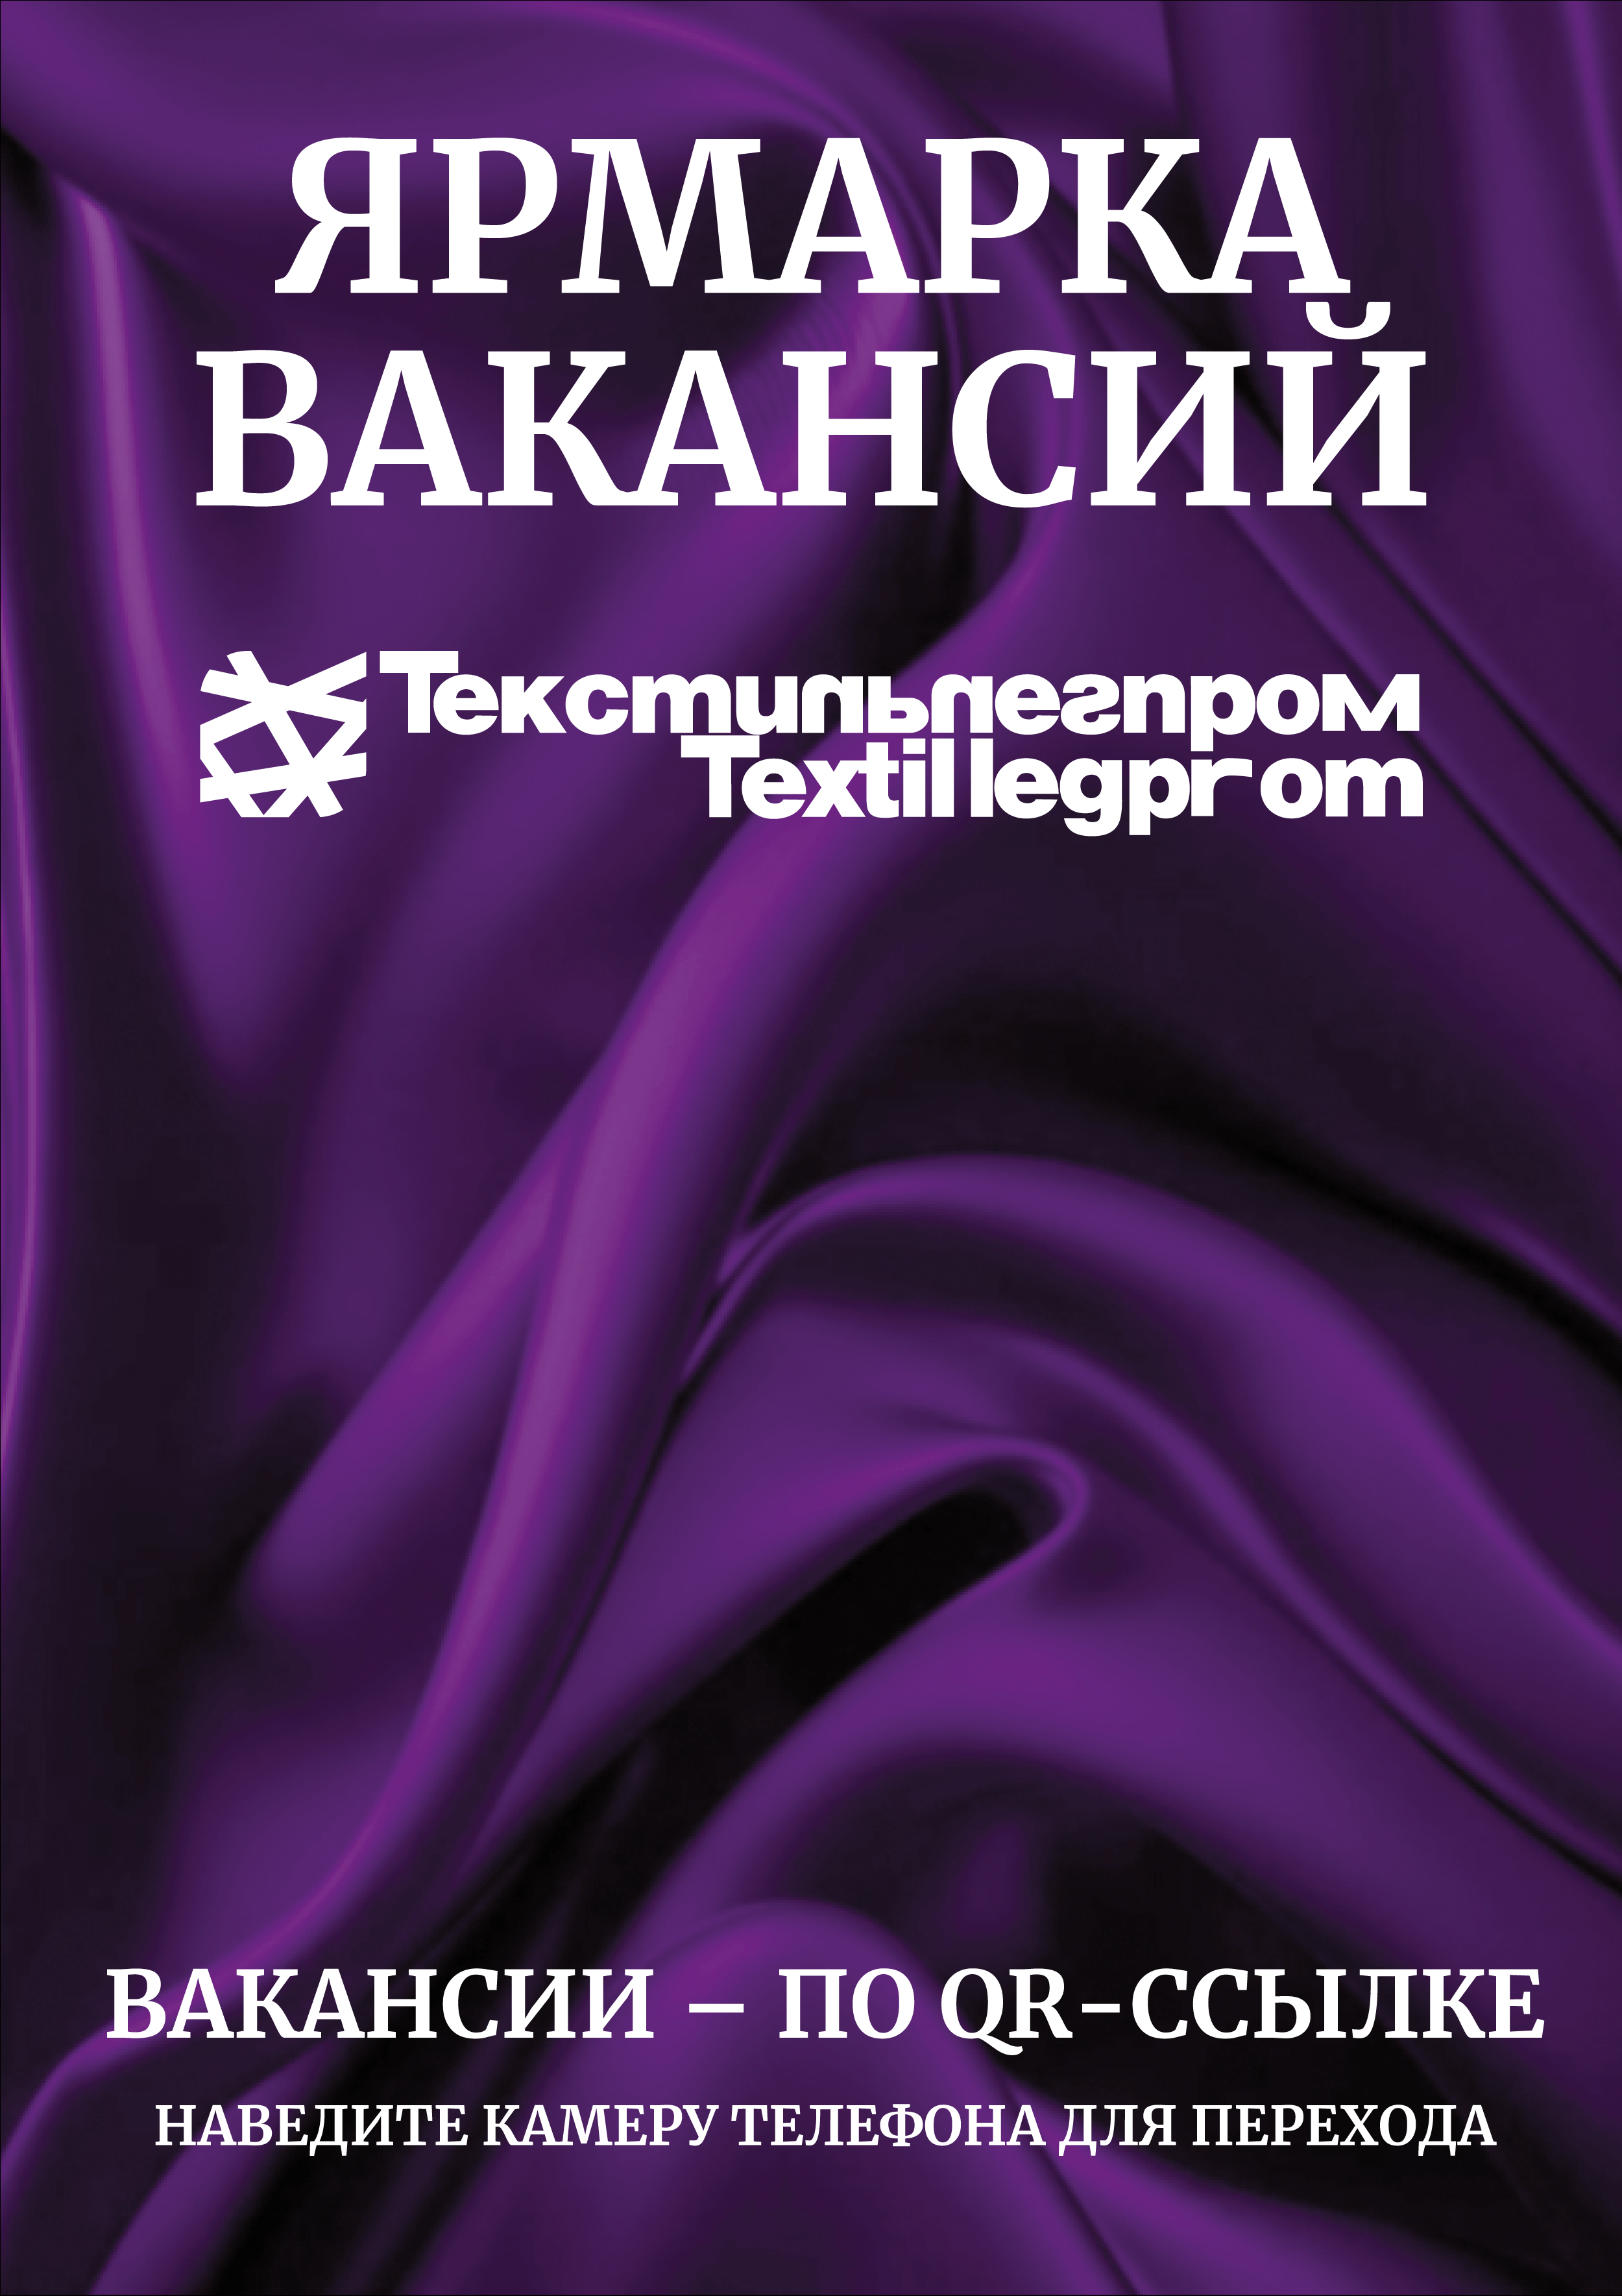 ЯРМАРКА
ВАКАНСИЙ
Текстильлегпром
Textillegprom
ВАКАНСИИ – ПО QR-ССЫЛКЕ
НАВЕДИТЕ КАМЕРУ ТЕЛЕФОНА ДЛЯ ПЕРЕХОДА